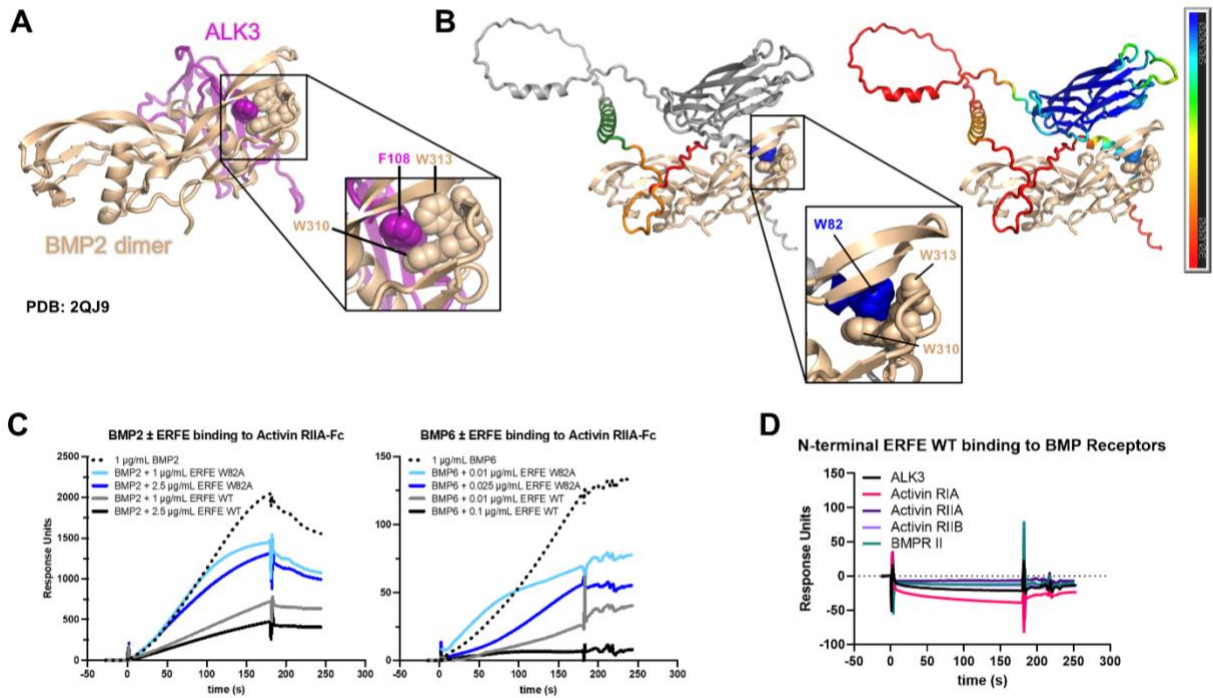 A
ALK3
F108
W313
W310
BMP2 dimer
PDB: 2QJ9
B
W82
W313
W310
90.000
50.000
C
BMP2 ± ERFE binding to Activin RIIA-Fc
2500
2000
1500
1000
500
0
Response Units
1 µg/mL BMP2
BMP2 + 1 µg/mL ERFE W82A
BMP2 + 2.5 µg/mL ERFE W82A
BMP2 + 1 µg/mL ERFE WT
BMP2 + 2.5 µg/mL ERFE WT
-50 0 50 100 150 200 250 300
time (s)
BMP6 ± ERFE binding to Activin RIIA-Fc
150
100
50
0
1 µg/mL BMP6
BMP6 + 0.01 µg/mL ERFE W82A
BMP6 + 0.025 µg/mL ERFE W82A
BMP6 + 0.01 µg/mL ERFE WT
BMP6 + 0.1 µg/mL ERFE WT
-50 0 50 100 150 200 250 300
time (s)
D
N-terminal ERFE WT binding to BMP Receptors
150
100
50
0
-50
-100
Response Units
ALK3
Activin RIA
Activin RIIA
Activin RIIB
BMPR II
-50 0 50 100 150 200 250 300
time (s)